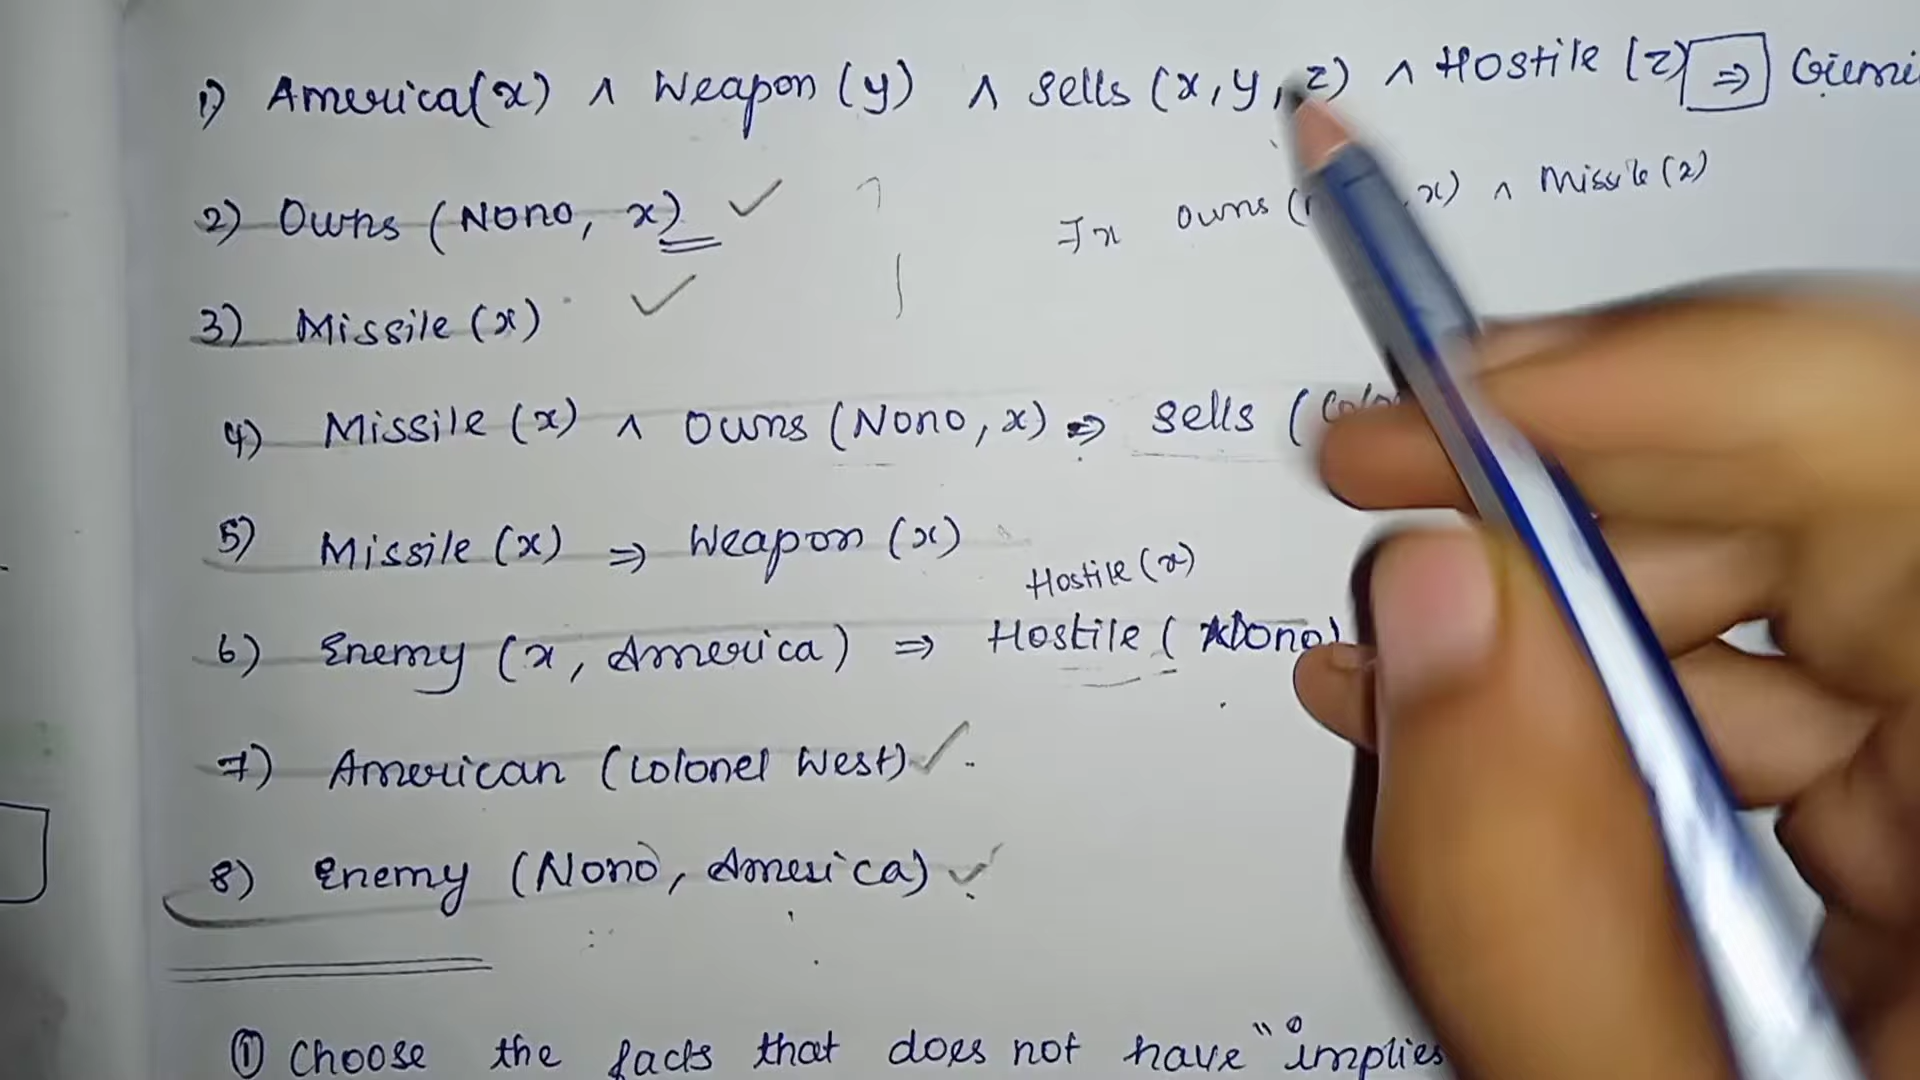 1) America(x) ∧ Weapon (y) ∧ Sells (x, y, z) ∧ Hostile (z) ⇒
2) Owns (Nono, x)
∃x Owns ( , x) ∧ Missile (x)
3) Missile (x)
4) Missile (x) ∧ Owns (Nono, x) ⇒ Sells (
5) Missile (x) ⇒ Weapon (x)
Hostile (x)
6) Enemy (x, America) ⇒ Hostile (
7) American (Colonel West)
8) Enemy (Nono, America)
① Choose the facts that does not have "implies